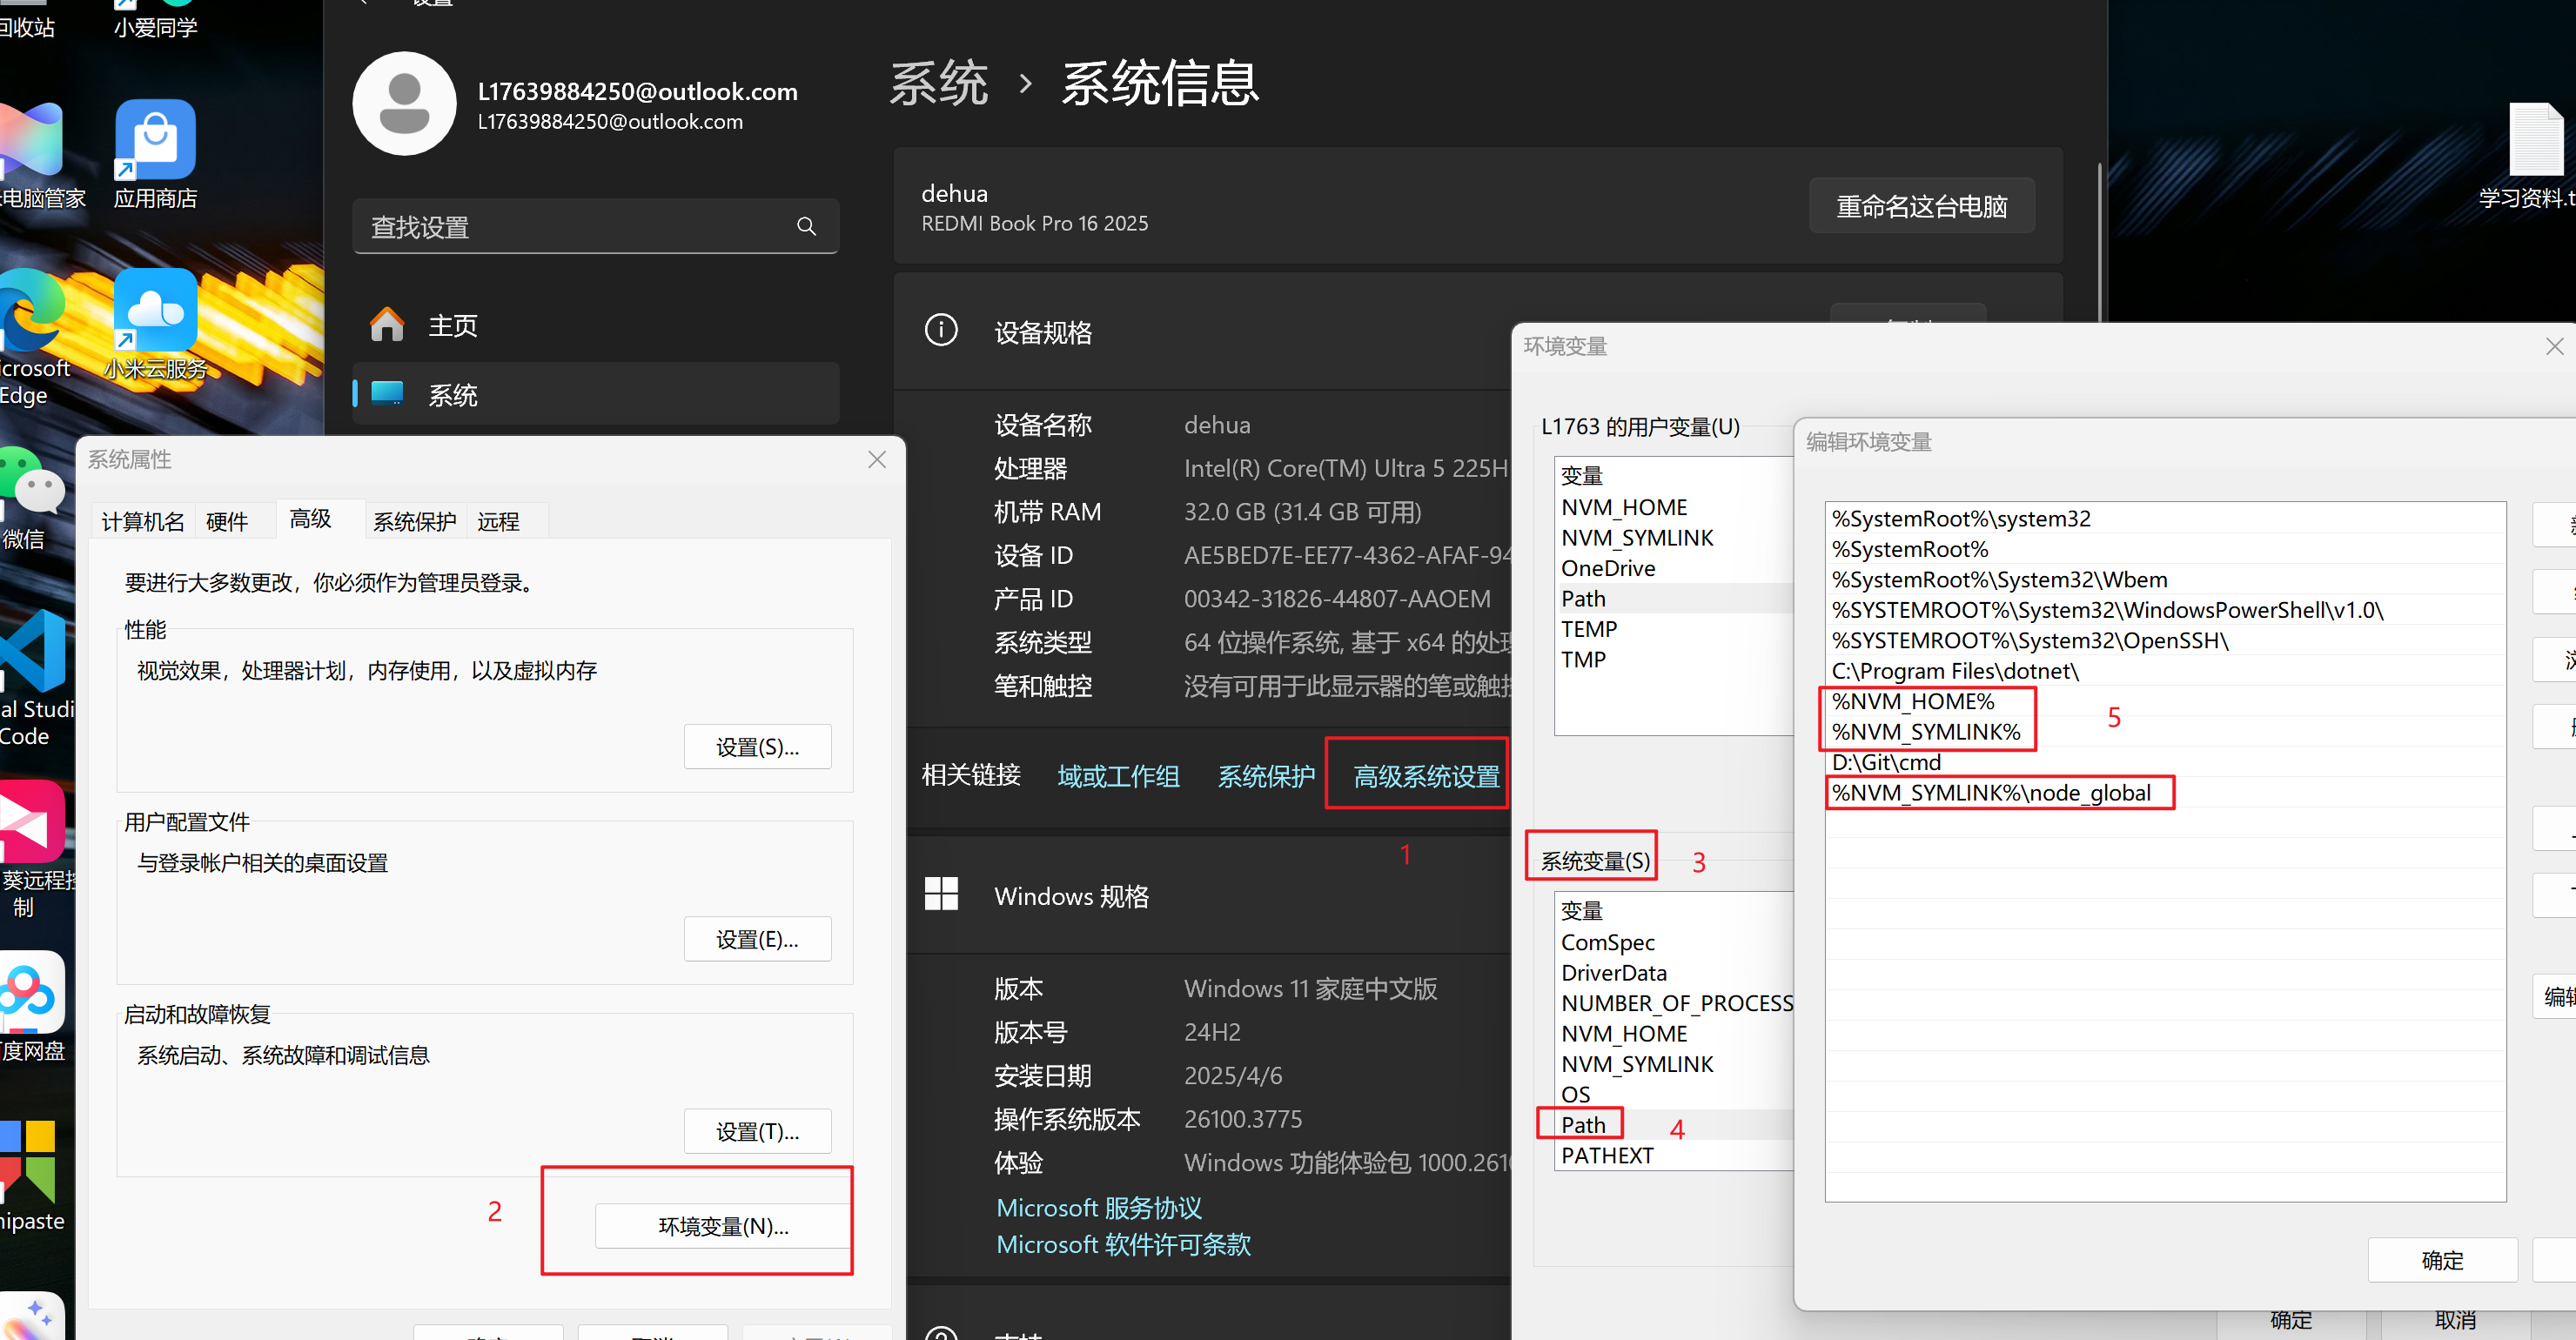 回收站
小爱同学
电脑管家
应用商店
Edge
小米云服务
微信
Code
制
设置
L17639884250@outlook.com
L17639884250@outlook.com
查找设置
主页
系统
系统 › 系统信息
dehua
REDMI Book Pro 16 2025
重命名这台电脑
设备规格
设备名称 dehua
处理器 Intel(R) Core(TM) Ultra 5 225H
机带 RAM 32.0 GB (31.4 GB 可用)
设备 ID AE5BED7E-EE77-4362-AFAF-94
产品 ID 00342-31826-44807-AAOEM
系统类型 64 位操作系统, 基于 x64 的处理
笔和触控 没有可用于此显示器的笔或触控
相关链接 域或工作组 系统保护 高级系统设置
1
Windows 规格
版本 Windows 11 家庭中文版
版本号 24H2
安装日期 2025/4/6
操作系统版本 26100.3775
体验 Windows 功能体验包 1000.261
Microsoft 服务协议
Microsoft 软件许可条款
系统属性
计算机名 硬件 高级 系统保护 远程
要进行大多数更改，你必须作为管理员登录。
性能
视觉效果，处理器计划，内存使用，以及虚拟内存
设置(S)...
用户配置文件
与登录帐户相关的桌面设置
设置(E)...
启动和故障恢复
系统启动、系统故障和调试信息
设置(T)...
2
环境变量(N)...
环境变量
L1763 的用户变量(U)
变量
NVM_HOME
NVM_SYMLINK
OneDrive
Path
TEMP
TMP
系统变量(S)
3
变量
ComSpec
DriverData
NUMBER_OF_PROCESS
NVM_HOME
NVM_SYMLINK
OS
Path
4
PATHEXT
编辑环境变量
%SystemRoot%\system32
%SystemRoot%
%SystemRoot%\System32\Wbem
%SYSTEMROOT%\System32\WindowsPowerShell\v1.0\
%SYSTEMROOT%\System32\OpenSSH\
C:\Program Files\dotnet\
%NVM_HOME%
5
%NVM_SYMLINK%
D:\Git\cmd
%NVM_SYMLINK%\node_global
编辑
确定
确定
取消
学习资料.t